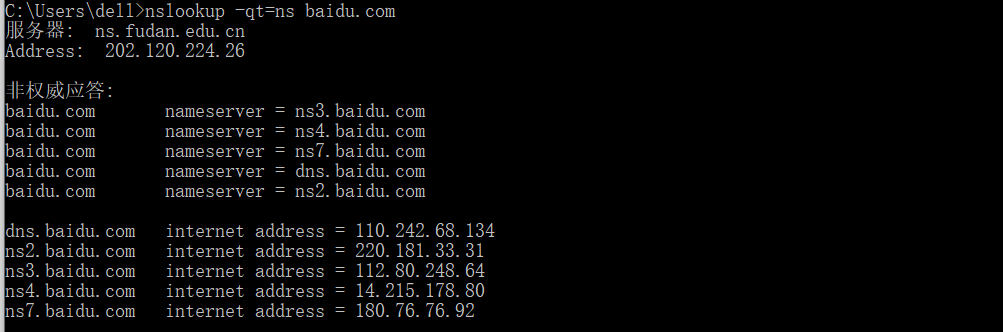 C:\Users\dell>nslookup -qt=ns baidu.com
服务器:  ns.fudan.edu.cn
Address:  202.120.224.26

非权威应答:
baidu.com       nameserver = ns3.baidu.com
baidu.com       nameserver = ns4.baidu.com
baidu.com       nameserver = ns7.baidu.com
baidu.com       nameserver = dns.baidu.com
baidu.com       nameserver = ns2.baidu.com

dns.baidu.com   internet address = 110.242.68.134
ns2.baidu.com   internet address = 220.181.33.31
ns3.baidu.com   internet address = 112.80.248.64
ns4.baidu.com   internet address = 14.215.178.80
ns7.baidu.com   internet address = 180.76.76.92